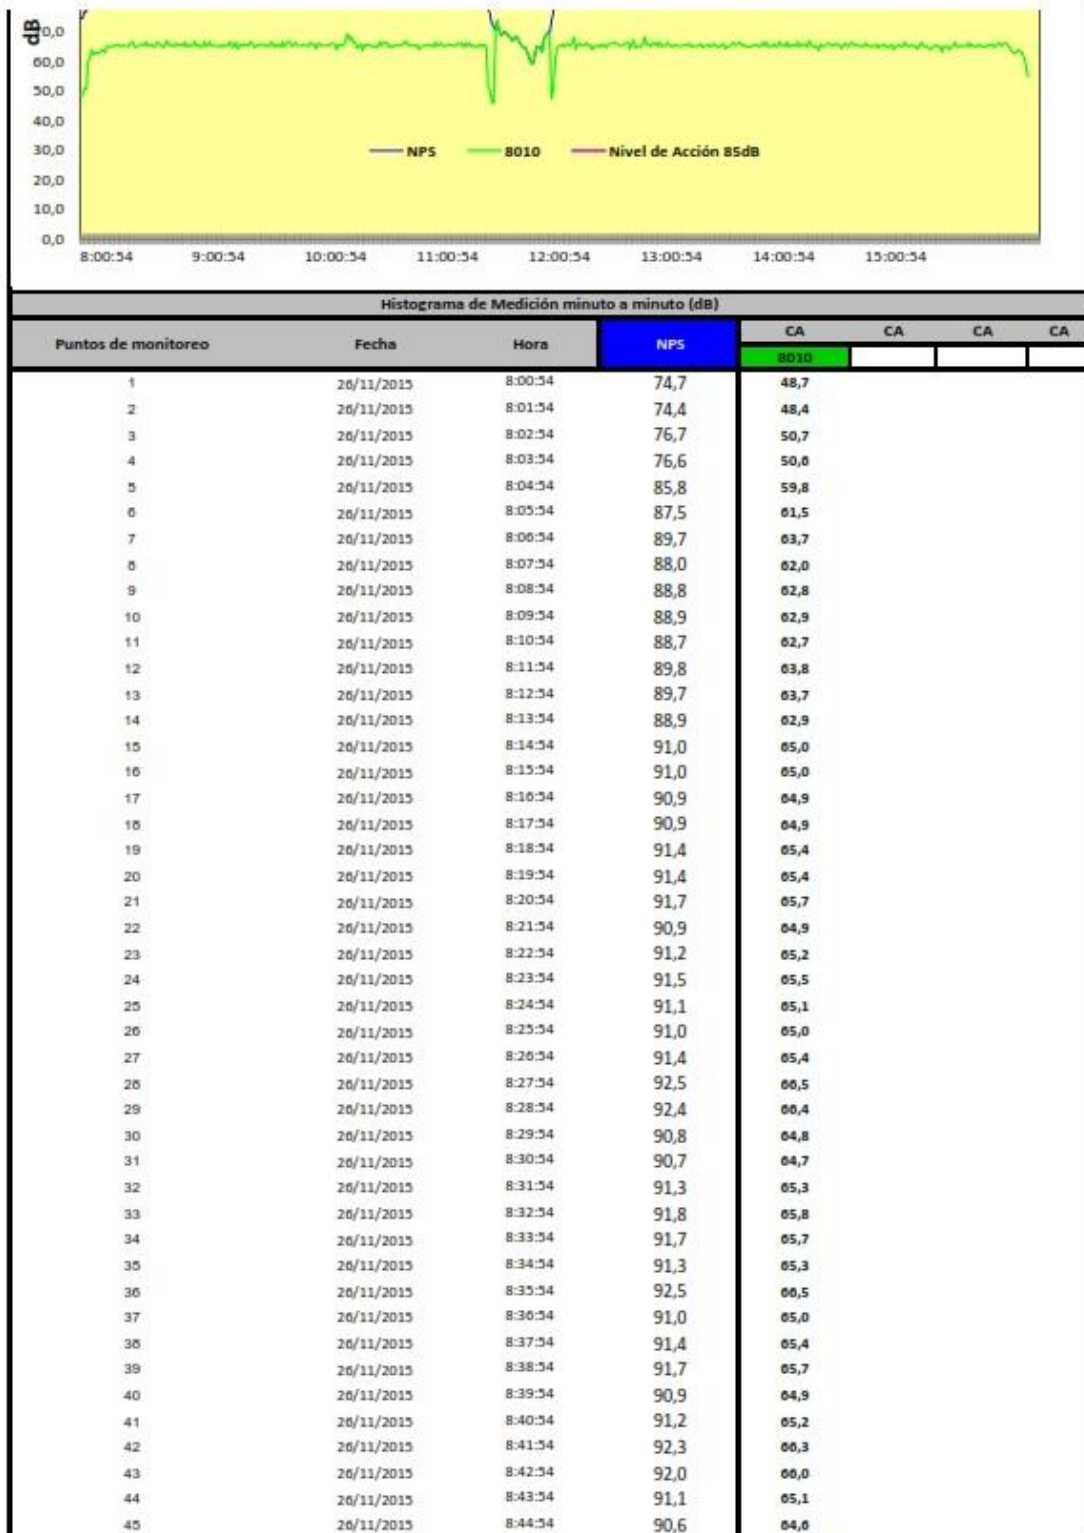 dB
70,0
60,0
50,0
40,0
30,0
20,0
10,0
0,0
NPS 8010 Nivel de Acción 85dB
8:00:54 9:00:54 10:00:54 11:00:54 12:00:54 13:00:54 14:00:54 15:00:54
Histograma de Medición minuto a minuto (dB)
Puntos de monitoreo Fecha Hora NPS CA CA CA CA
8010
1 26/11/2015 8:00:54 74,7 48,7
2 26/11/2015 8:01:54 74,4 48,4
3 26/11/2015 8:02:54 76,7 50,7
4 26/11/2015 8:03:54 76,6 50,6
5 26/11/2015 8:04:54 85,8 59,8
6 26/11/2015 8:05:54 87,5 61,5
7 26/11/2015 8:06:54 89,7 63,7
8 26/11/2015 8:07:54 88,0 62,0
9 26/11/2015 8:08:54 88,8 62,8
10 26/11/2015 8:09:54 88,9 62,9
11 26/11/2015 8:10:54 88,7 62,7
12 26/11/2015 8:11:54 89,8 63,8
13 26/11/2015 8:12:54 89,7 63,7
14 26/11/2015 8:13:54 88,9 62,9
15 26/11/2015 8:14:54 91,0 65,0
16 26/11/2015 8:15:54 91,0 65,0
17 26/11/2015 8:16:54 90,9 64,9
18 26/11/2015 8:17:54 90,9 64,9
19 26/11/2015 8:18:54 91,4 65,4
20 26/11/2015 8:19:54 91,4 65,4
21 26/11/2015 8:20:54 91,7 65,7
22 26/11/2015 8:21:54 90,9 64,9
23 26/11/2015 8:22:54 91,2 65,2
24 26/11/2015 8:23:54 91,5 65,5
25 26/11/2015 8:24:54 91,1 65,1
26 26/11/2015 8:25:54 91,0 65,0
27 26/11/2015 8:26:54 91,4 65,4
28 26/11/2015 8:27:54 92,5 66,5
29 26/11/2015 8:28:54 92,4 66,4
30 26/11/2015 8:29:54 90,8 64,8
31 26/11/2015 8:30:54 90,7 64,7
32 26/11/2015 8:31:54 91,3 65,3
33 26/11/2015 8:32:54 91,8 65,8
34 26/11/2015 8:33:54 91,7 65,7
35 26/11/2015 8:34:54 91,3 65,3
36 26/11/2015 8:35:54 92,5 66,5
37 26/11/2015 8:36:54 91,0 65,0
38 26/11/2015 8:37:54 91,4 65,4
39 26/11/2015 8:38:54 91,7 65,7
40 26/11/2015 8:39:54 90,9 64,9
41 26/11/2015 8:40:54 91,2 65,2
42 26/11/2015 8:41:54 92,3 66,3
43 26/11/2015 8:42:54 92,0 66,0
44 26/11/2015 8:43:54 91,1 65,1
45 26/11/2015 8:44:54 90,6 64,6